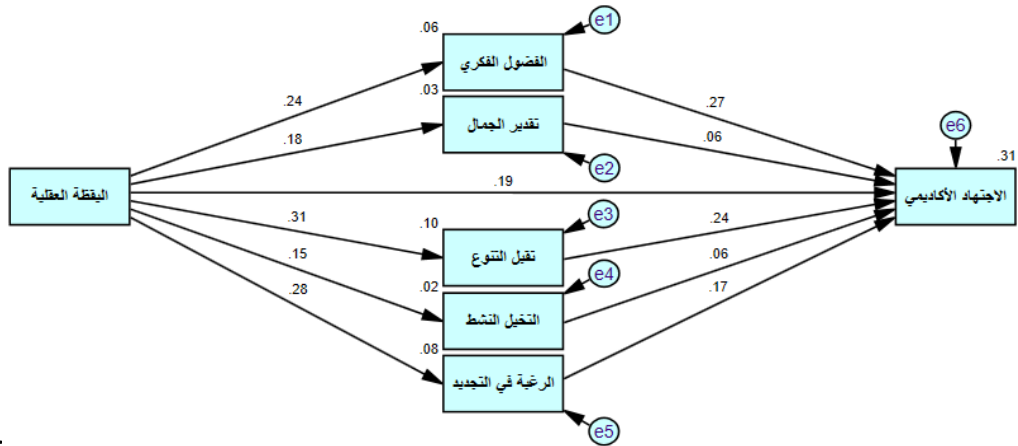 .06
e1
الفضول الفكري
.24
.03
.27
.18
تقدير الجمال
.06
e6
e2
.31
اليقظة العقلية
.19
الاجتهاد الأكاديمي
.31
.10
e3
.24
تقبل التنوع
.15
e4
.06
.28
.02
.17
التخيل النشط
.08
الرغبة في التجديد
e5
.